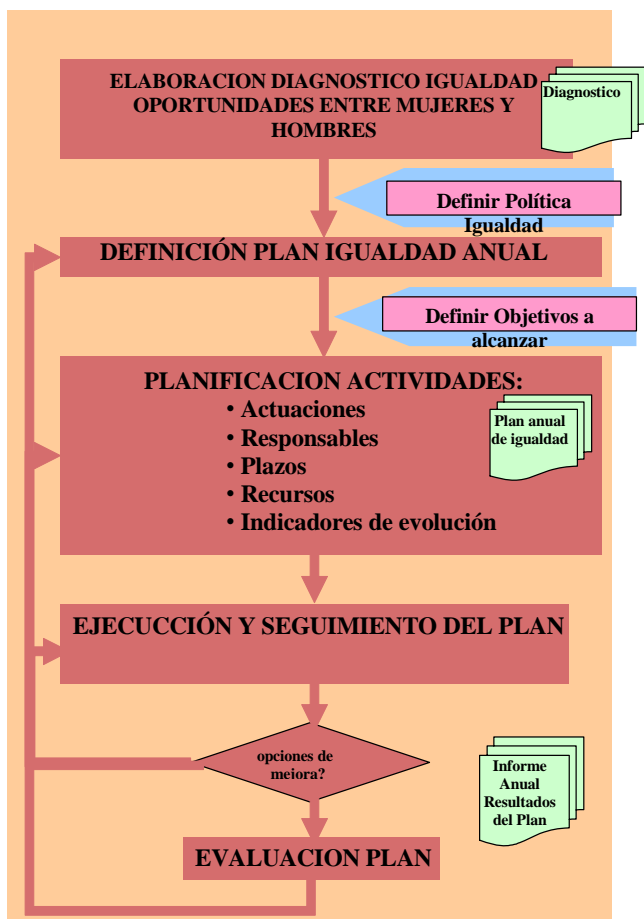 ELABORACION DIAGNOSTICO IGUALDAD
OPORTUNIDADES ENTRE MUJERES Y
HOMBRES
Diagnostico
Definir Política
Igualdad
DEFINICIÓN PLAN IGUALDAD ANUAL
Definir Objetivos a
alcanzar
PLANIFICACION ACTIVIDADES:
• Actuaciones
• Responsables
• Plazos
• Recursos
• Indicadores de evolución
Plan anual
de igualdad
EJECUCCIÓN Y SEGUIMIENTO DEL PLAN
opciones de
mejora?
Informe
Anual
Resultados
del Plan
EVALUACION PLAN